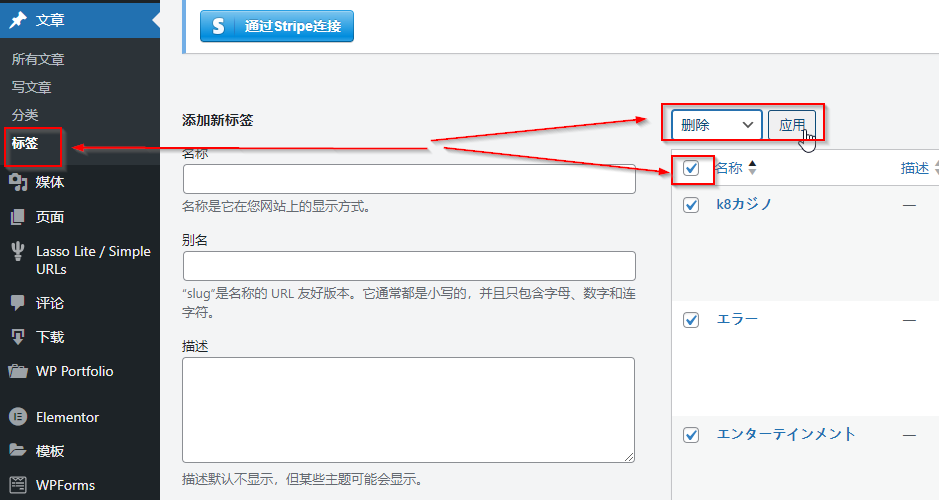 文章
所有文章
写文章
分类
标签
媒体
页面
Lasso Lite / Simple
URLs
评论
下载
WP Portfolio
Elementor
模板
WPForms
S 通过Stripe连接
添加新标签
名称
名称是它在您网站上的显示方式。
别名
“slug”是名称的 URL 友好版本。它通常都是小写的，并且只包含字母、数字和连
字符。
描述
描述默认不显示，但某些主题可能会显示。
删除 应用
名称 描述
k8カジノ —
エラー —
エンターテインメント —